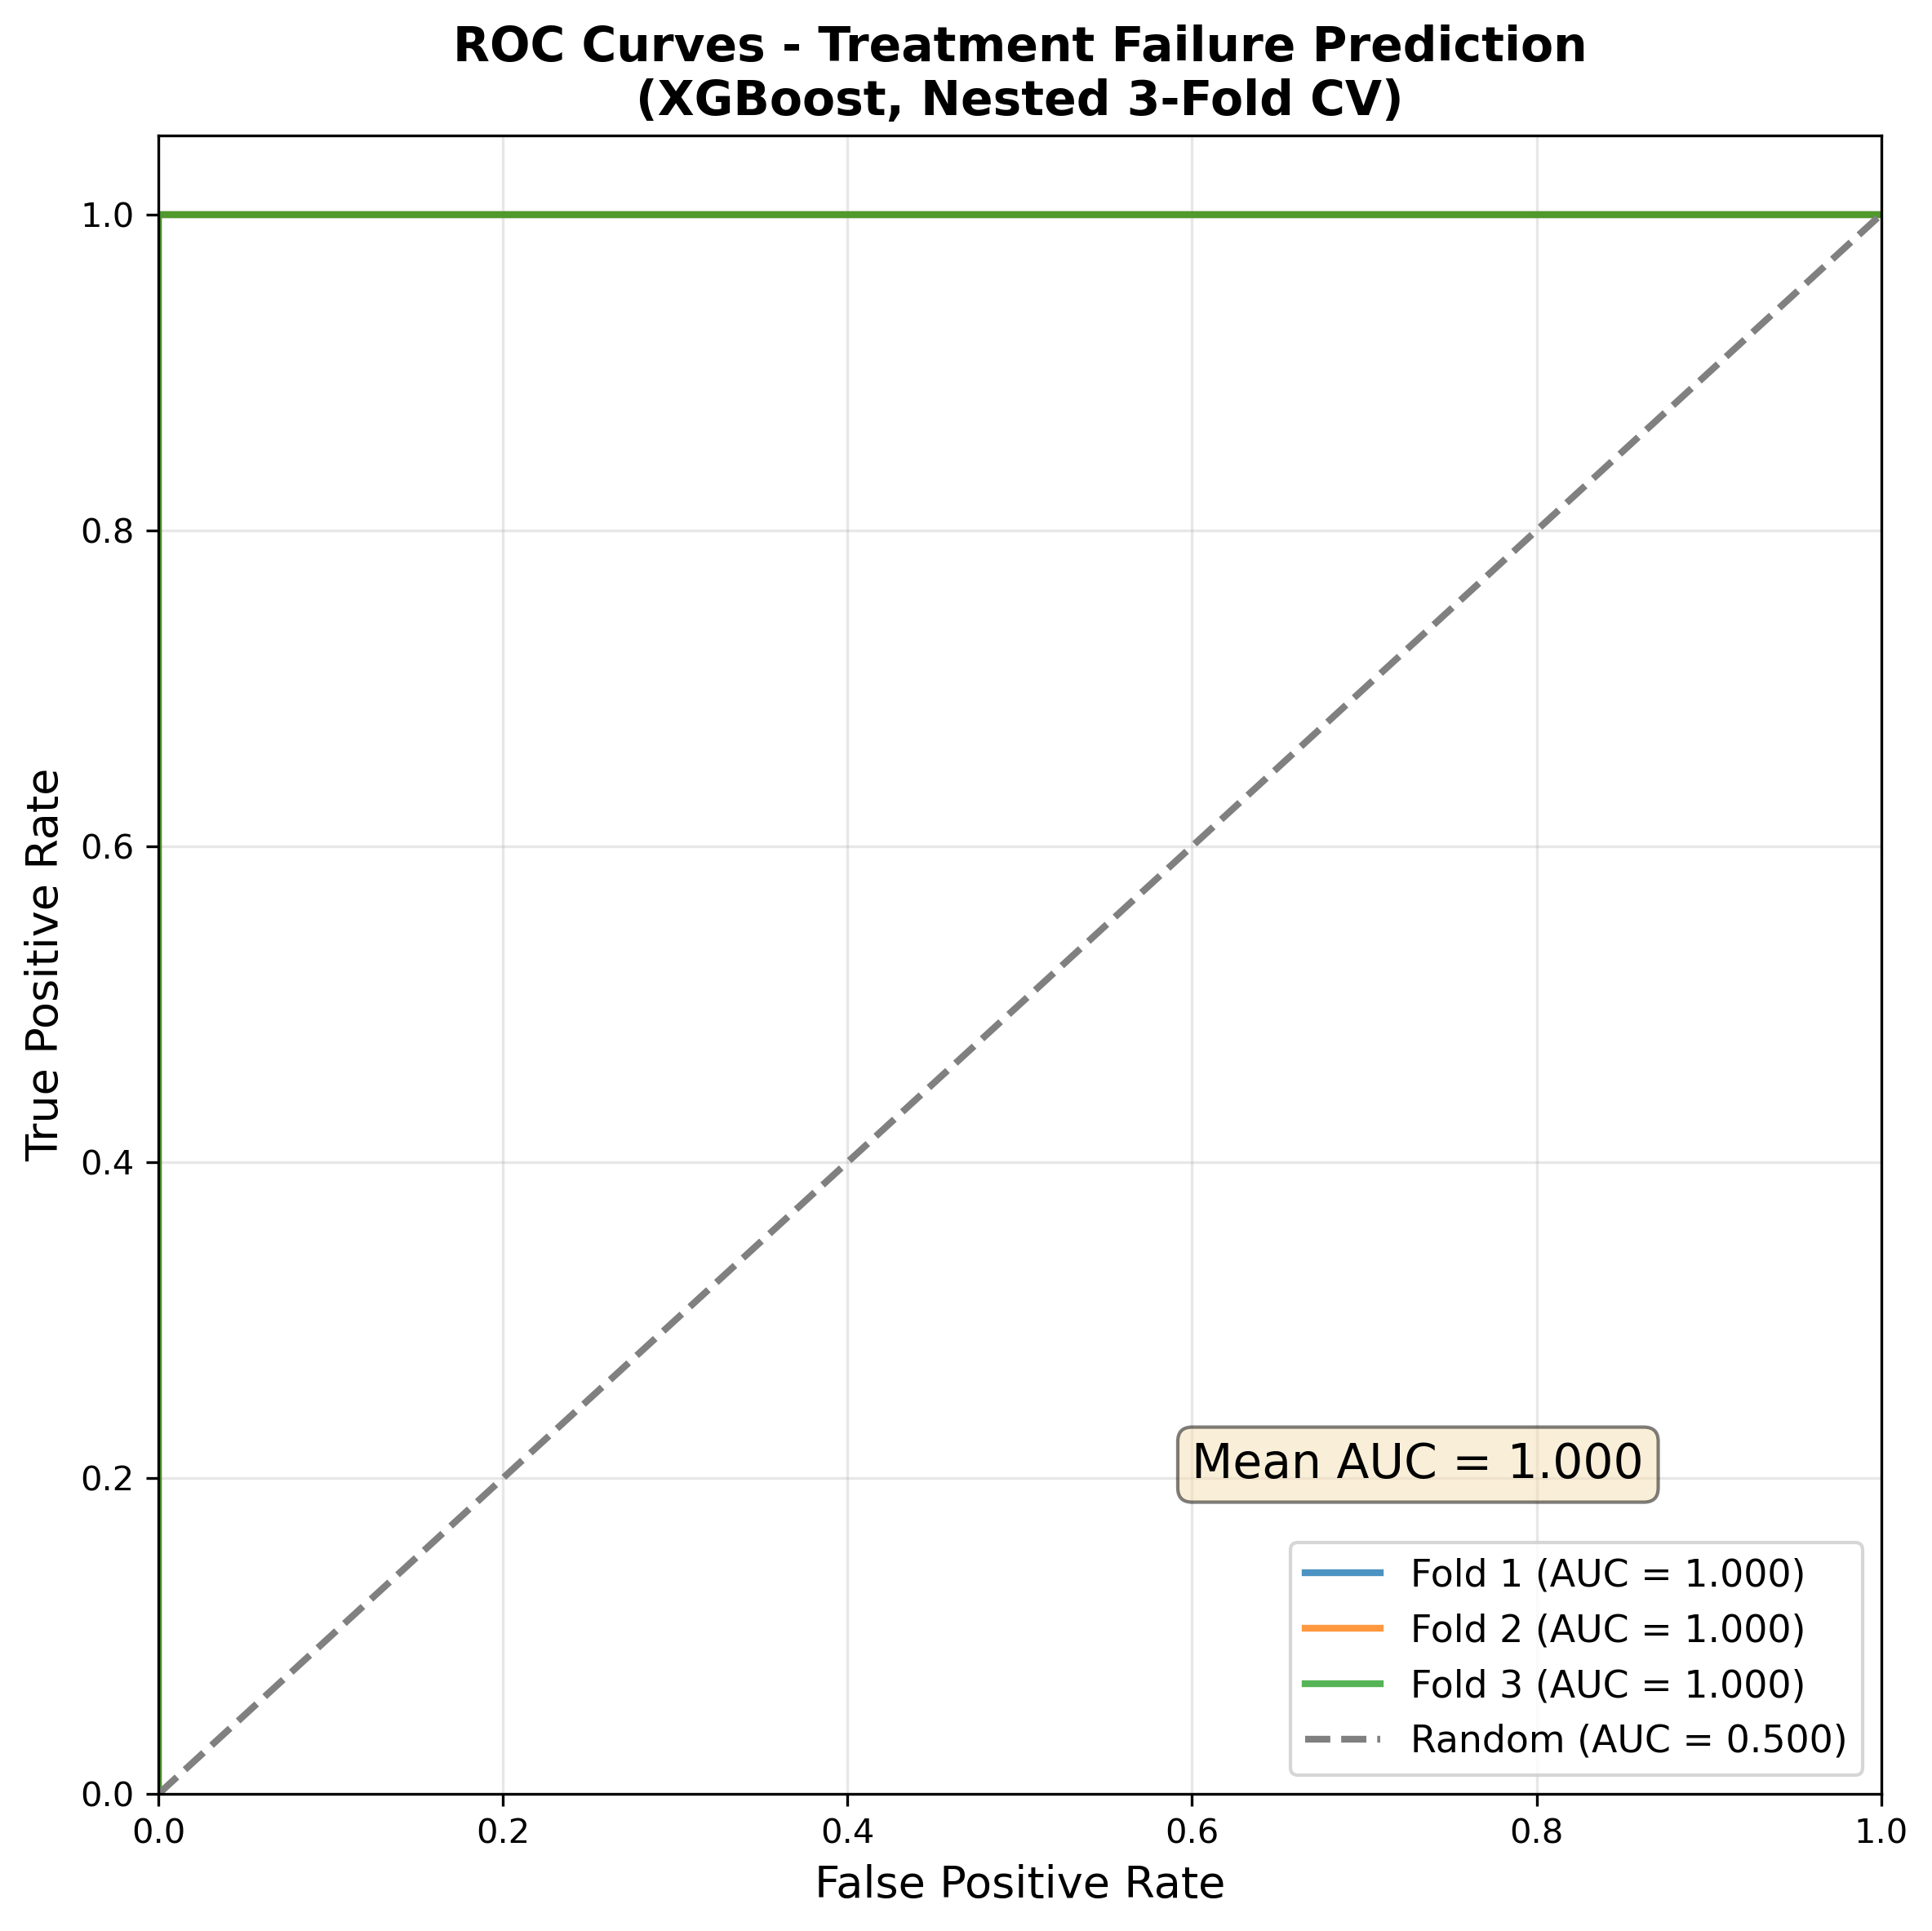 ROC Curves - Treatment Failure Prediction
(XGBoost, Nested 3-Fold CV)
True Positive Rate
1.0
0.8
0.6
0.4
0.2
0.0
Mean AUC = 1.000
Fold 1 (AUC = 1.000)
Fold 2 (AUC = 1.000)
Fold 3 (AUC = 1.000)
Random (AUC = 0.500)
0.0 0.2 0.4 0.6 0.8 1.0
False Positive Rate